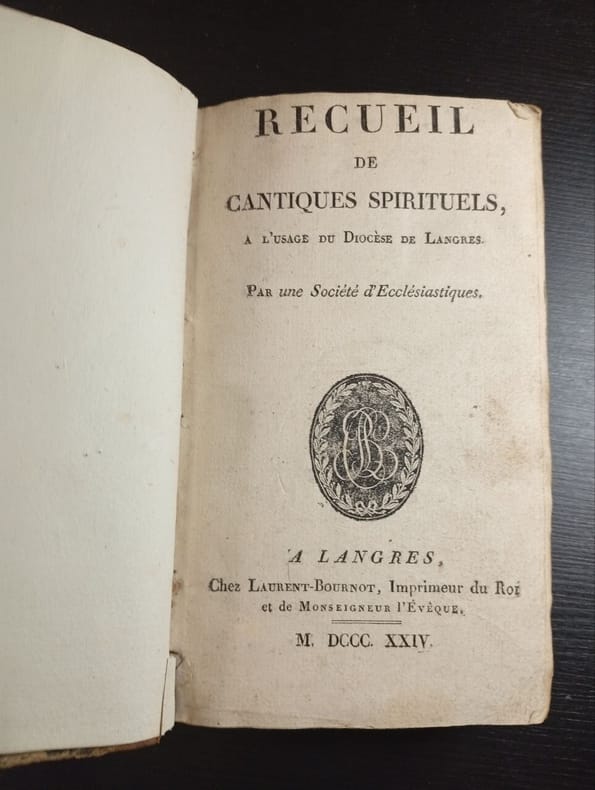 RECUEIL
DE
CANTIQUES SPIRITUELS,
A L'USAGE DU DIOCÈSE DE LANGRES.
PAR une Société d'Ecclésiastiques.
A LANGRES,
Chez LAURENT-BOURNOT, Imprimeur du Roi
et de MONSEIGNEUR l'ÉVÊQUE.
M. DCCC. XXIV.